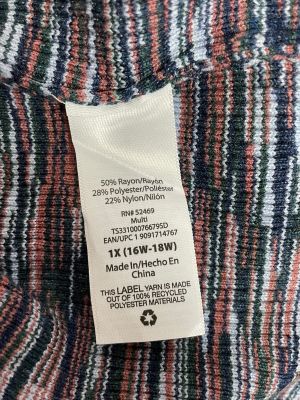 50% Rayon/Rayón
28% Polyester/Poliéster
22% Nylon/Nilón
RN# 52469
Multi
TS331000766795D
EAN/UPC 1 9091714767
1X (16W-18W)
Made In/Hecho En
China
THIS LABEL YARN IS MADE
OUT OF 100% RECYCLED
POLYESTER MATERIALS